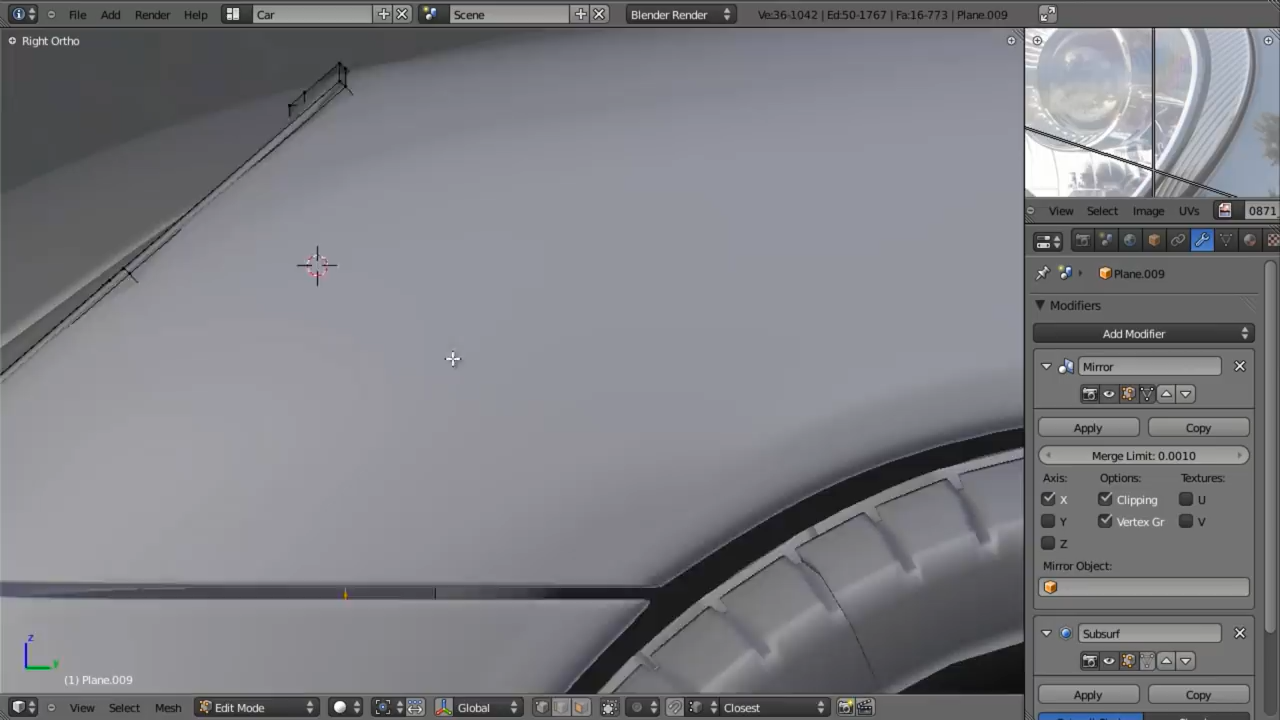 File Add Render Help Car Scene Blender Render Ve:36-1042 | Ed:50-1767 | Fa:16-773 | Plane.009
Right Ortho
View Select Image UVs 0871
Plane.009
Modifiers
Add Modifier
Mirror
Apply Copy
Merge Limit: 0.0010
Axis: Options: Textures:
X Clipping U
Y Vertex Gr V
Z
Mirror Object:
Subsurf
z
y
(1) Plane.009
Apply Copy
View Select Mesh Edit Mode Global Closest